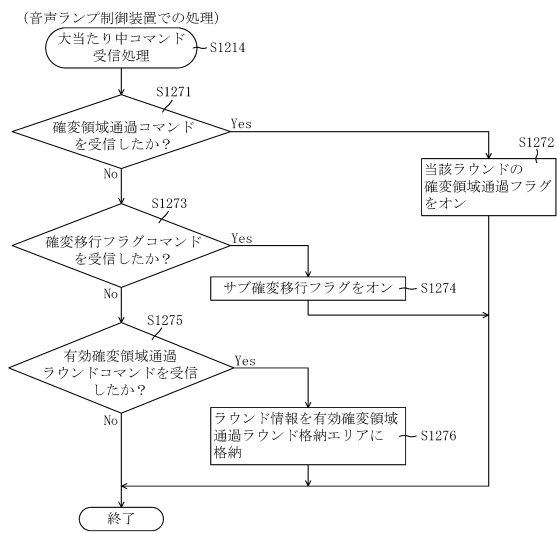 (音声ランプ制御装置での処理)
大当たり中コマンド
受信処理
S1214
S1271
確変領域通過コマンド
を受信したか?
Yes
No
S1272
当該ラウンドの
確変領域通過フラグ
をオン
S1273
確変移行フラグコマンド
を受信したか?
Yes
No
サブ確変移行フラグをオン
S1274
S1275
有効確変領域通過
ラウンドコマンドを受信
したか?
Yes
No
ラウンド情報を有効確変領域
通過ラウンド格納エリアに
格納
S1276
終了